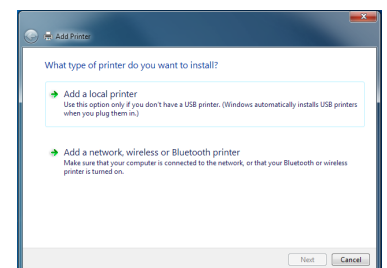 Add Printer
What type of printer do you want to install?
Add a local printer
Use this option only if you don't have a USB printer. (Windows automatically installs USB printers
when you plug them in.)
Add a network, wireless or Bluetooth printer
Make sure that your computer is connected to the network, or that your Bluetooth or wireless
printer is turned on.
Next Cancel